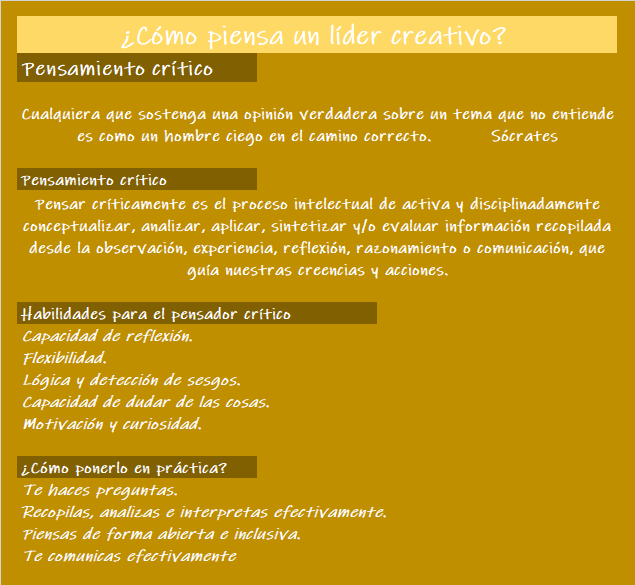 ¿Cómo piensa un líder creativo?
Pensamiento crítico
Cualquiera que sostenga una opinión verdadera sobre un tema que no entiende
es como un hombre ciego en el camino correcto. Sócrates
Pensamiento crítico
Pensar críticamente es el proceso intelectual de activa y disciplinadamente
conceptualizar, analizar, aplicar, sintetizar y/o evaluar información recopilada
desde la observación, experiencia, reflexión, razonamiento o comunicación, que
guía nuestras creencias y acciones.
Habilidades para el pensador crítico
Capacidad de reflexión.
Flexibilidad.
Lógica y detección de sesgos.
Capacidad de dudar de las cosas.
Motivación y curiosidad.
¿Cómo ponerlo en práctica?
Te haces preguntas.
Recopilas, analizas e interpretas efectivamente.
Piensas de forma abierta e inclusiva.
Te comunicas efectivamente